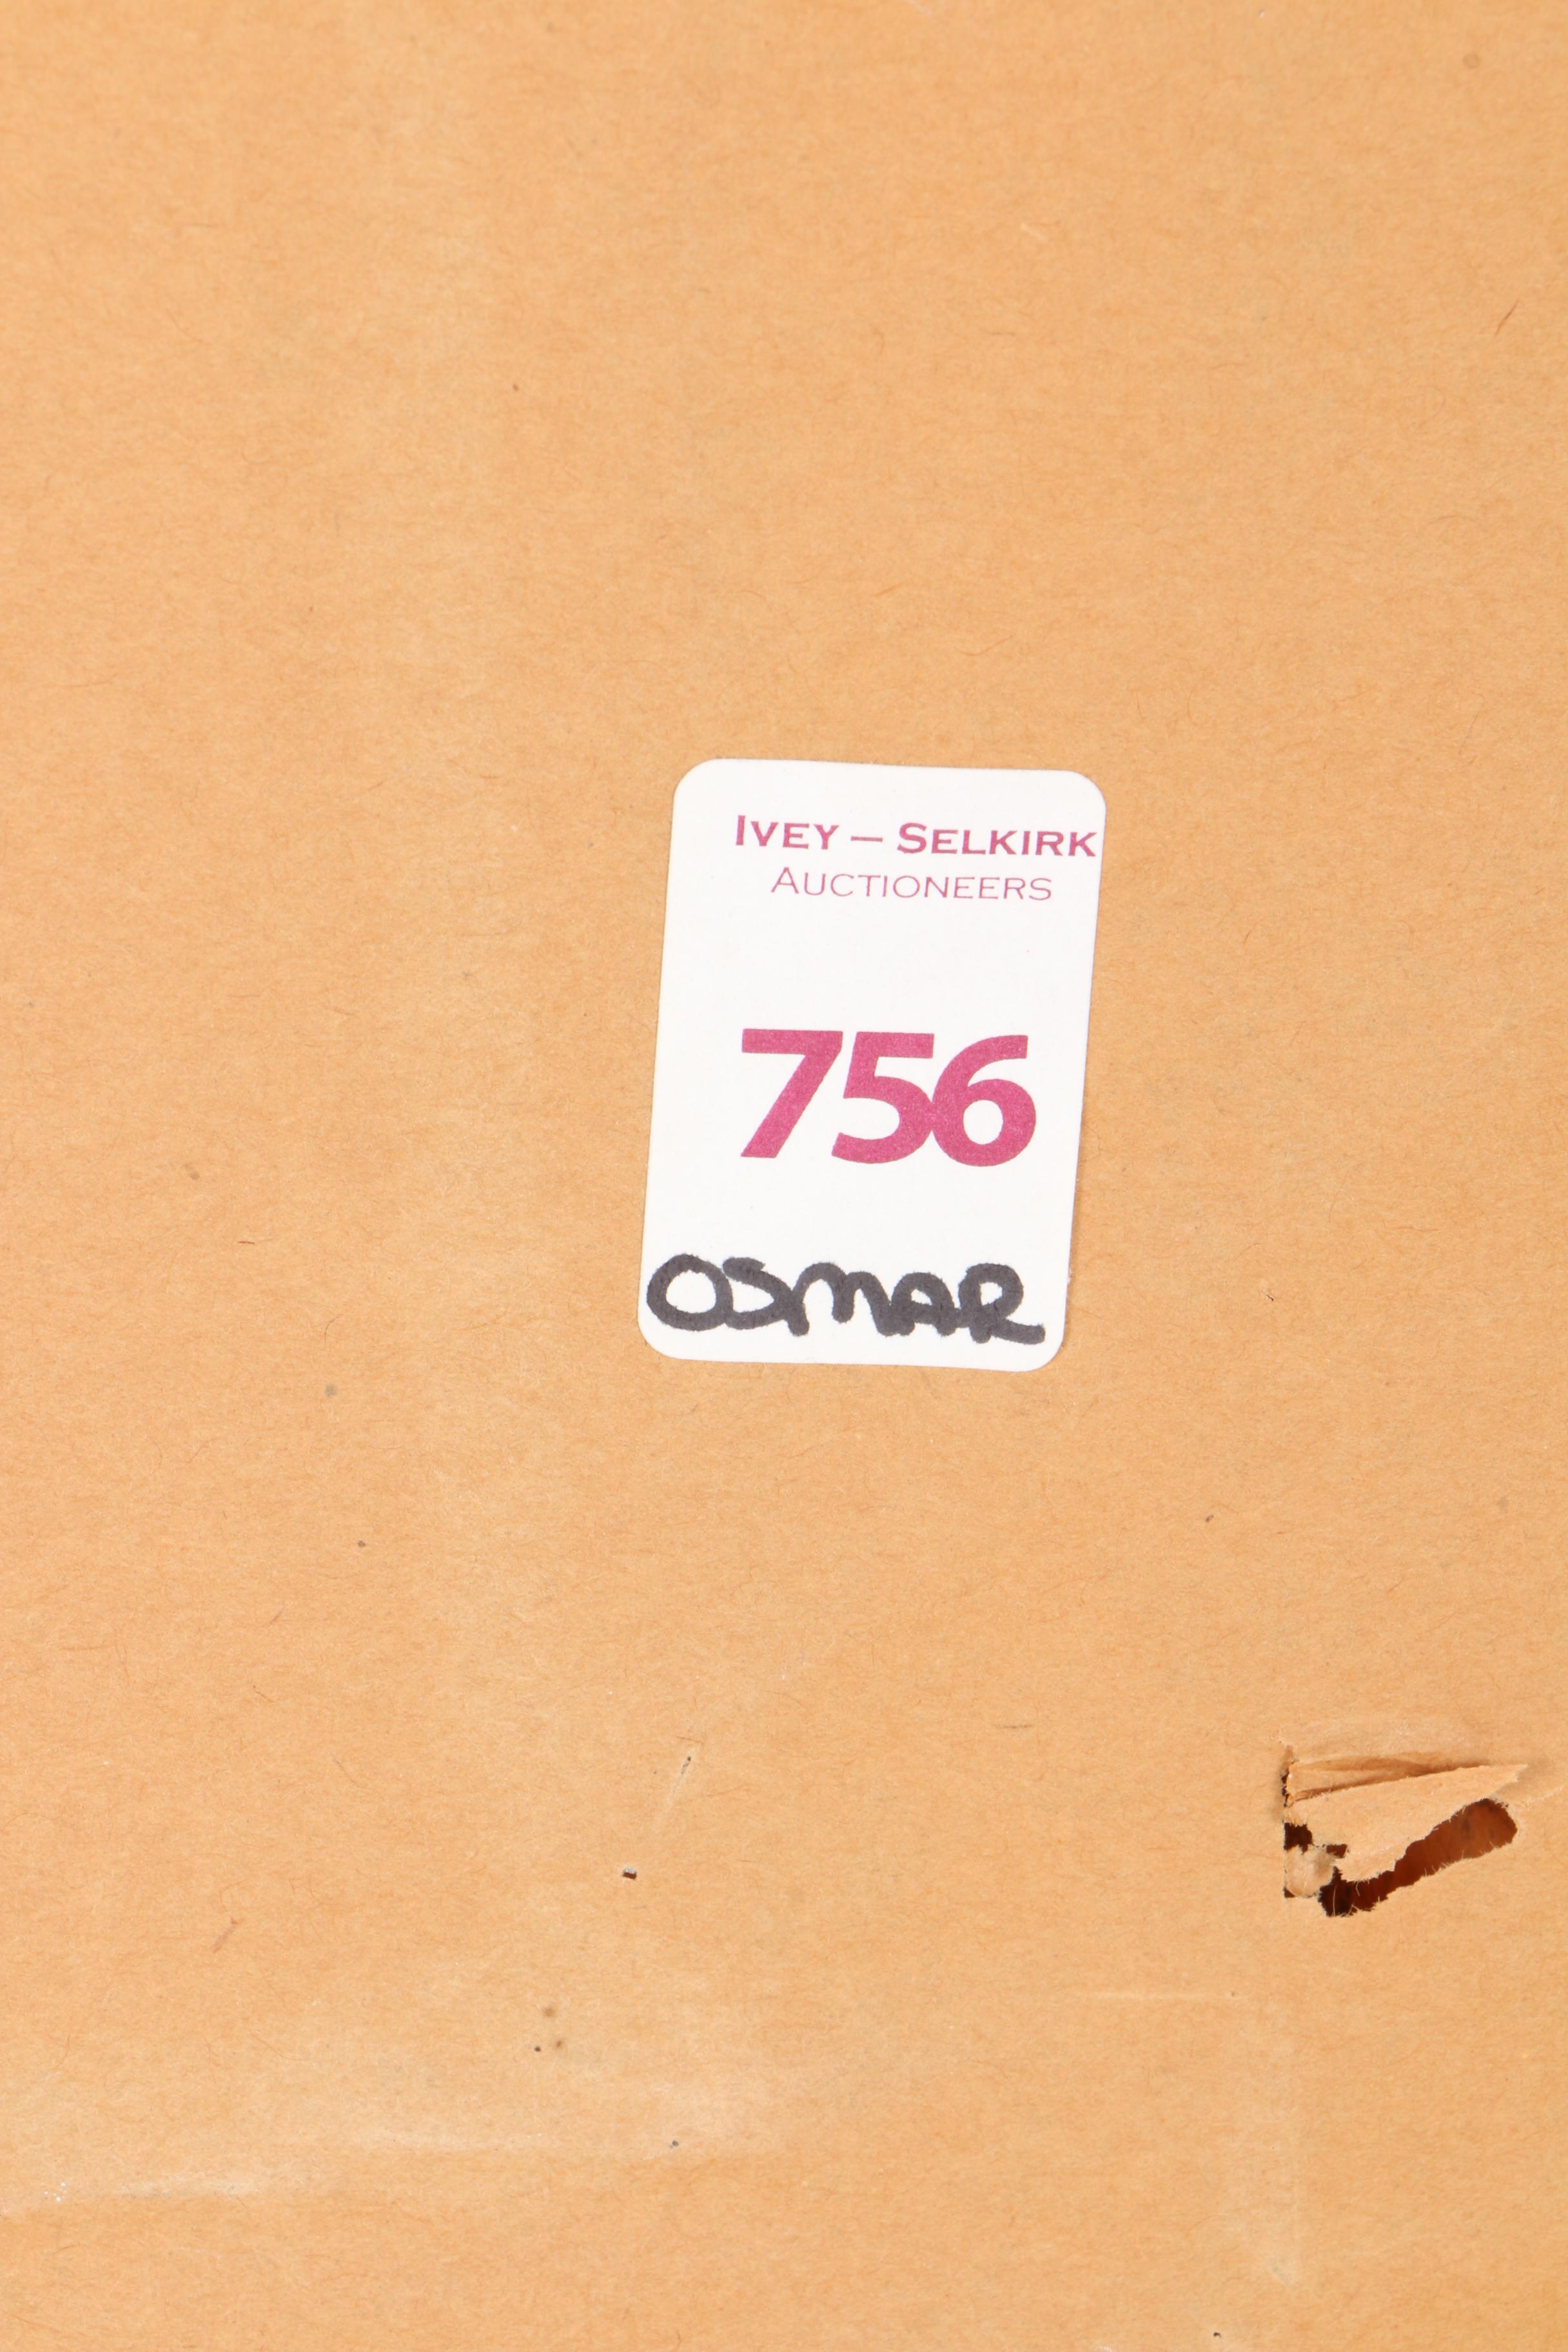 IVEY – SELKIRK
AUCTIONEERS
756
OSMAR